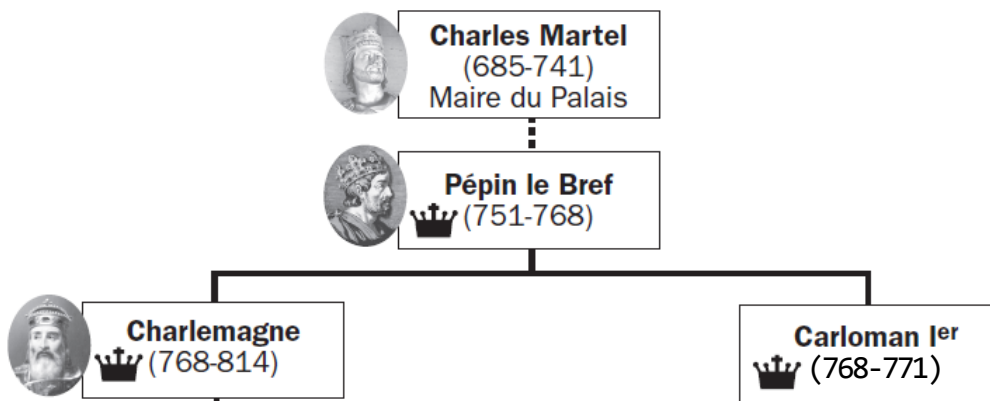 Charles Martel
(685-741)
Maire du Palais
Pépin le Bref
(751-768)
Charlemagne
(768-814)
Carloman Ier
(768-771)